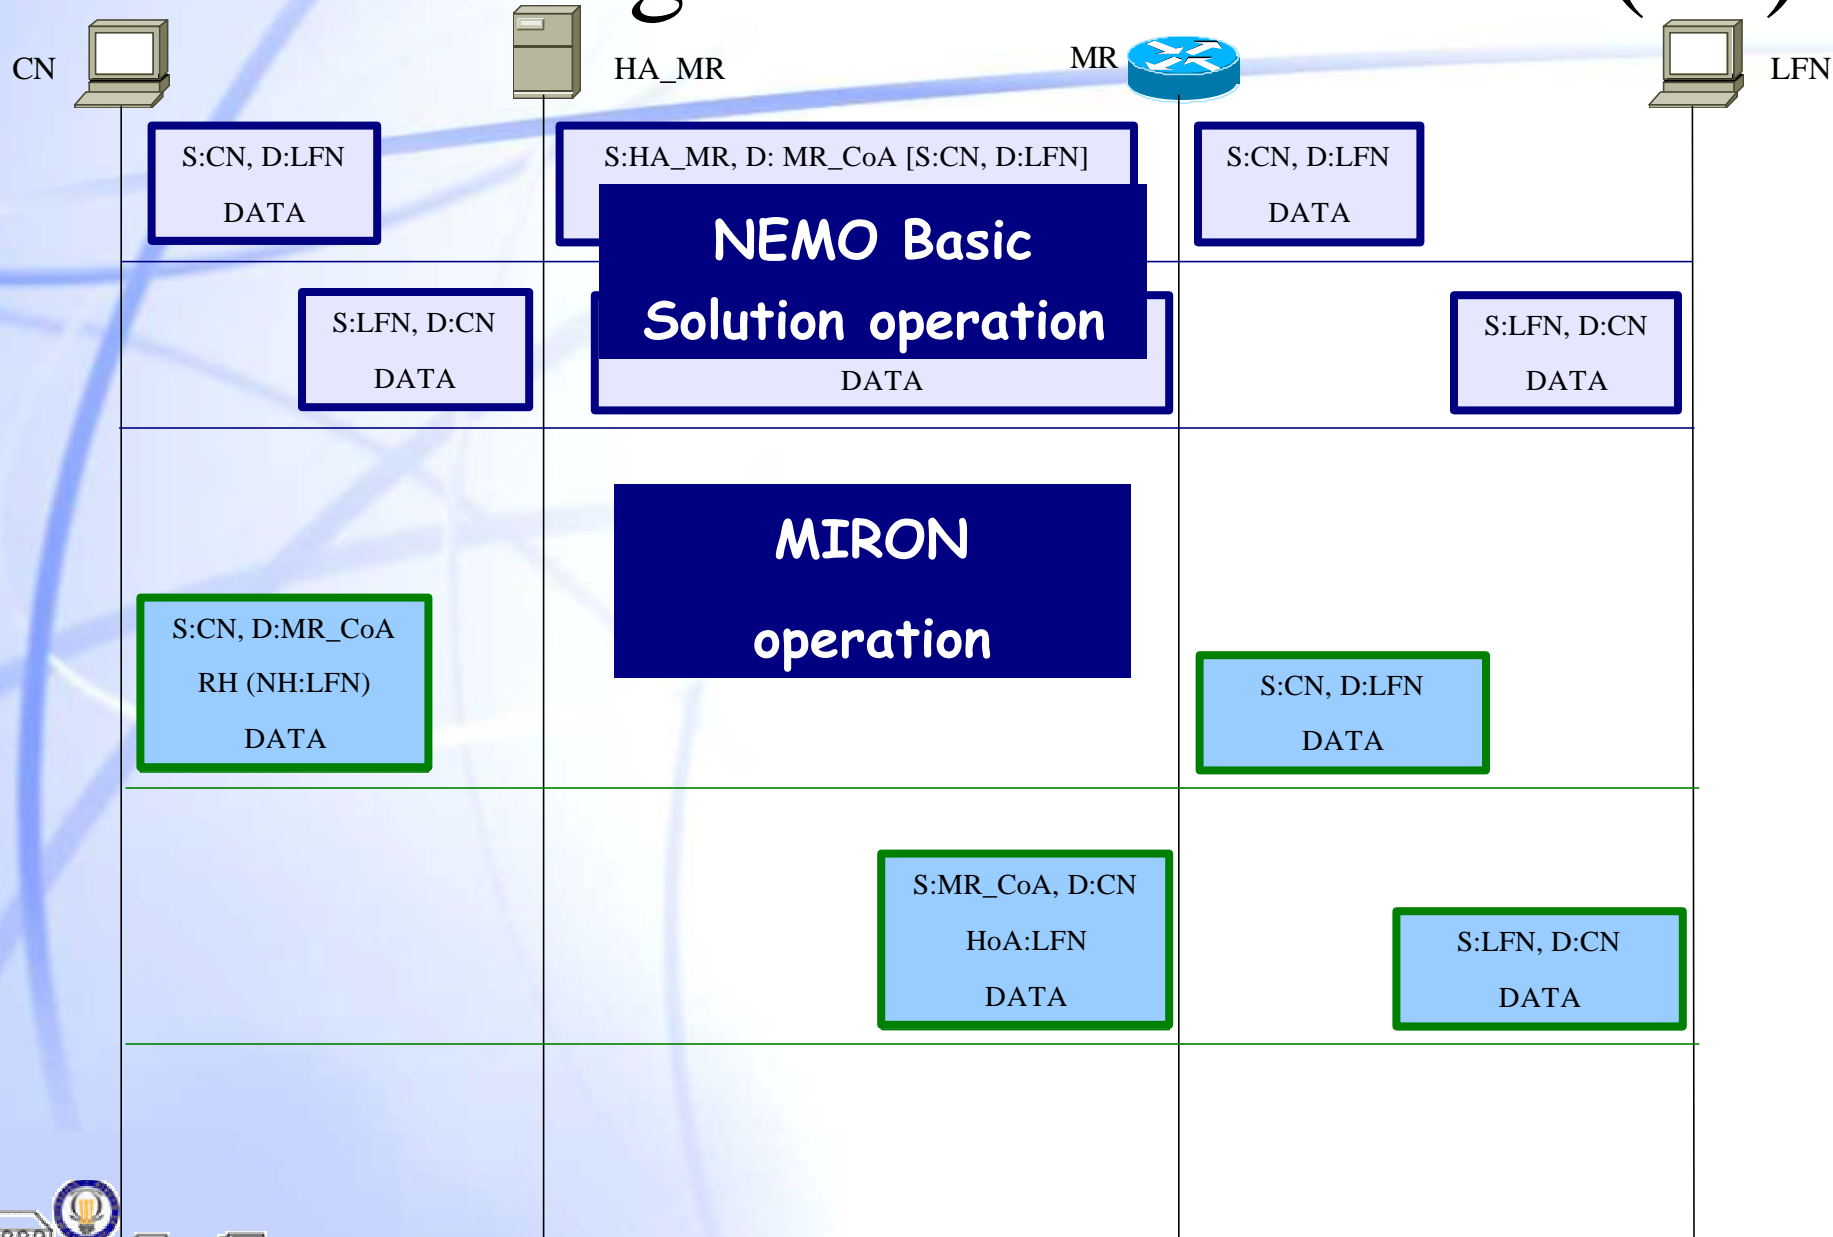 CN
HA_MR
MR
LFN
S:CN, D:LFN
DATA
S:HA_MR, D: MR_CoA [S:CN, D:LFN]
S:CN, D:LFN
DATA
NEMO Basic
Solution operation
S:LFN, D:CN
DATA
DATA
S:LFN, D:CN
DATA
MIRON
operation
S:CN, D:MR_CoA
RH (NH:LFN)
DATA
S:CN, D:LFN
DATA
S:MR_CoA, D:CN
HoA:LFN
DATA
S:LFN, D:CN
DATA